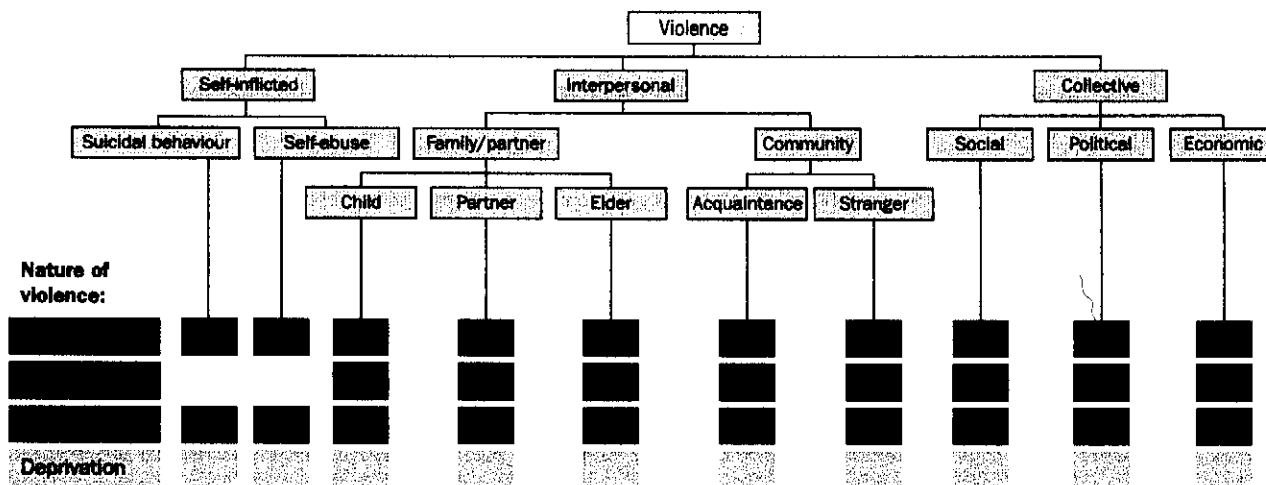 Violence
Self-inflicted Interpersonal Collective
Suicidal behaviour Self-abuse Family/partner Community Social Political Economic
Child Partner Elder Acquaintance Stranger
Nature of
violence:
Deprivation